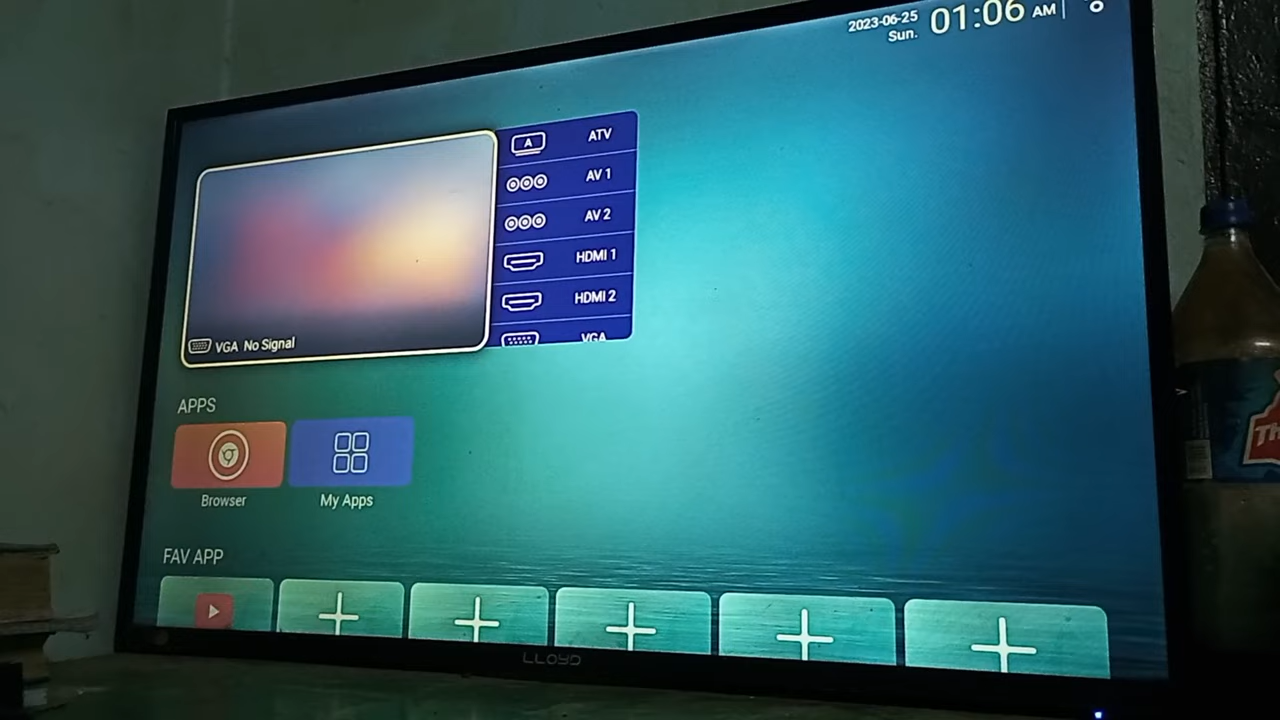 2023-06-25
Sun.
01:06 AM
A
ATV
AV 1
AV 2
HDMI 1
HDMI 2
VGA
VGA No Signal
APPS
Browser
My Apps
FAV APP
LLOYD